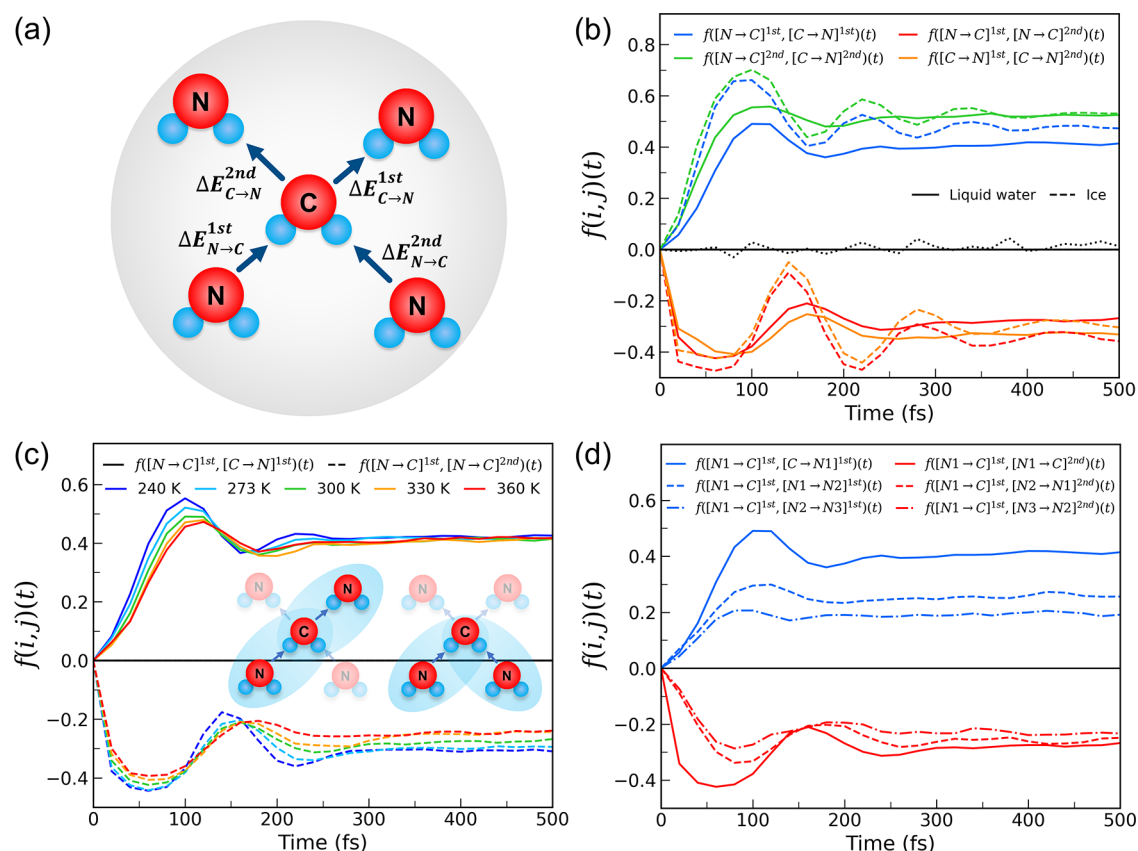 (a)
N
N
ΔE^{2nd}_{C→N}
ΔE^{1st}_{C→N}
C
ΔE^{1st}_{N→C}
ΔE^{2nd}_{N→C}
N
N
(b)
f([N→C]^{1st}, [C→N]^{1st})(t)
f([N→C]^{1st}, [N→C]^{2nd})(t)
f([N→C]^{2nd}, [C→N]^{2nd})(t)
f([C→N]^{1st}, [C→N]^{2nd})(t)
0.8
0.6
0.4
0.2
0.0
−0.2
−0.4
f(i, j)(t)
Liquid water
Ice
0
100
200
300
400
500
Time (fs)
(c)
f([N→C]^{1st}, [C→N]^{1st})(t)
f([N→C]^{1st}, [N→C]^{2nd})(t)
240 K
273 K
300 K
330 K
360 K
0.6
0.4
0.2
0.0
−0.2
−0.4
f(i, j)(t)
N
N
C
N
N
N
N
C
N
N
0
100
200
300
400
500
Time (fs)
(d)
f([N1→C]^{1st}, [C→N1]^{1st})(t)
f([N1→C]^{1st}, [N1→C]^{2nd})(t)
f([N1→C]^{1st}, [N1→N2]^{1st})(t)
f([N1→C]^{1st}, [N2→N1]^{2nd})(t)
f([N1→C]^{1st}, [N2→N3]^{1st})(t)
f([N1→C]^{1st}, [N3→N2]^{2nd})(t)
0.6
0.4
0.2
0.0
−0.2
−0.4
f(i, j)(t)
0
100
200
300
400
500
Time (fs)